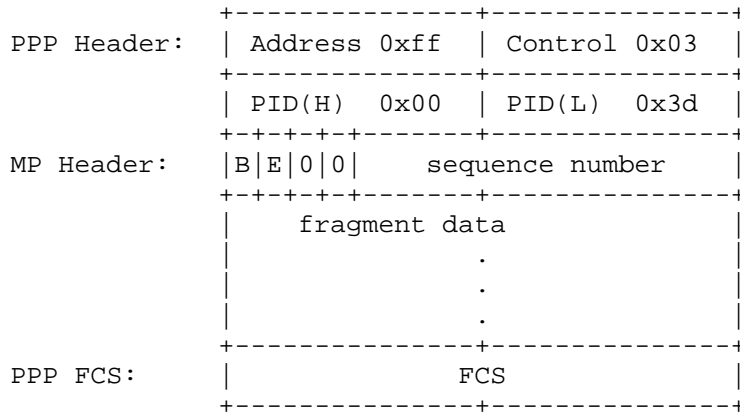 +---------------+---------------+
PPP Header:   | Address 0xff  | Control 0x03  |
              +---------------+---------------+
              | PID(H)  0x00  | PID(L)  0x3d  |
              +-+-+-+-+-------+---------------+
MP Header:    |B|E|0|0|    sequence number    |
              +-+-+-+-+-------+---------------+
              |    fragment data              |
              |               .               |
              |               .               |
              |               .               |
              +---------------+---------------+
PPP FCS:      |              FCS              |
              +---------------+---------------+